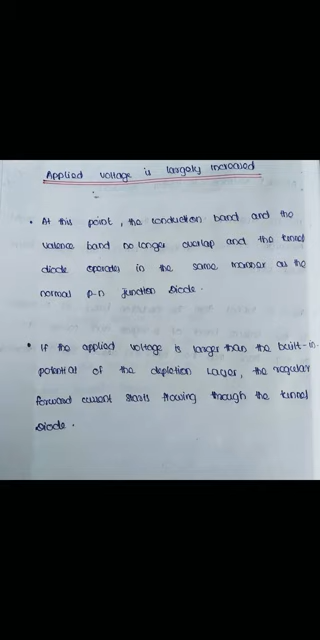 Applied voltage is largely increased
:-
• At this point, the conduction band and the
valence band no longer overlap and the tunnel
diode operates in the same manner as the
normal p-n junction diode.
• If the applied voltage is larger than the built-in
potential of the depletion layer, the regular
forward current starts flowing through the tunnel
diode.